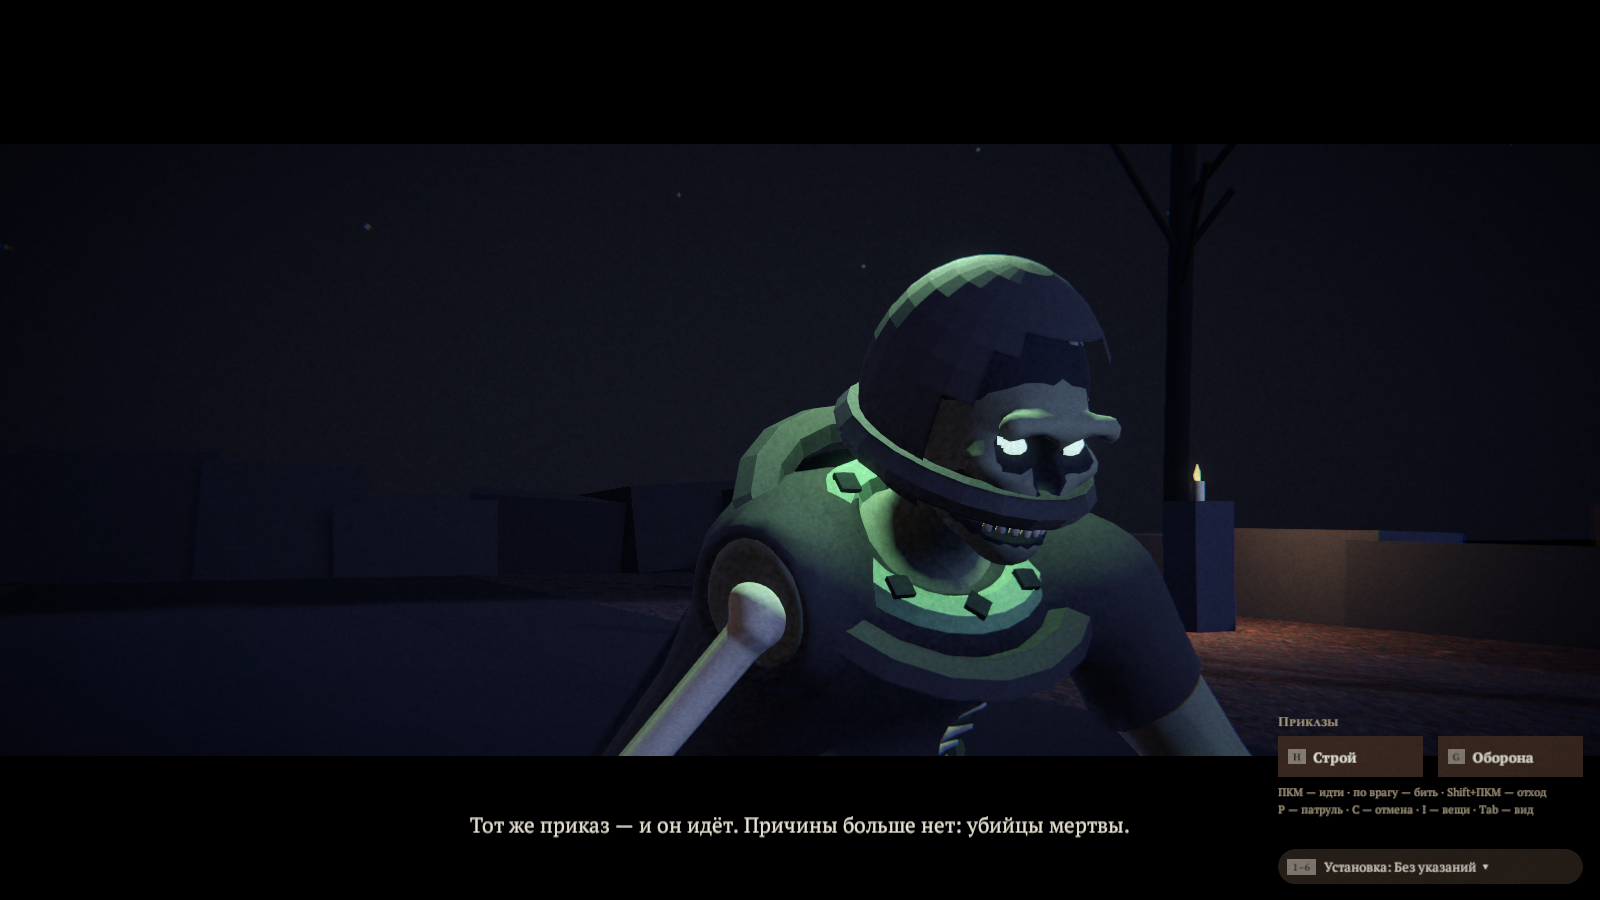 Приказы
H Строй
G Оборона
ПКМ — идти · по врагу — бить · Shift+ПКМ — отход
P — патруль · C — отмена · I — вещи · Tab — вид
Тот же приказ — и он идёт. Причины больше нет: убийцы мертвы.
1–6 Установка: Без указаний ▾